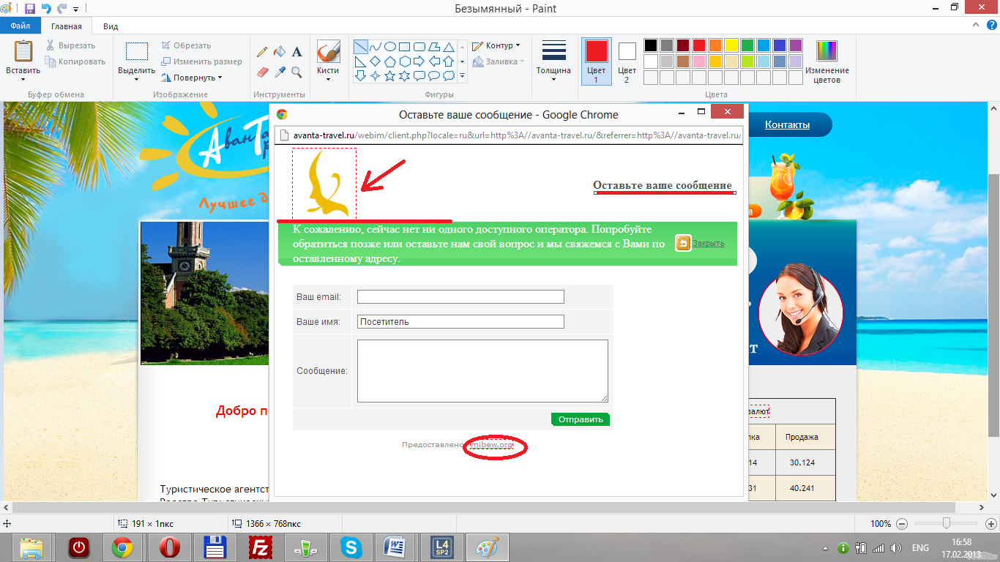 Безымянный - Paint
Файл
Главная
Вид
Вставить
Вырезать
Копировать
Буфер обмена
Выделить
Обрезать
Изменить размер
Повернуть
Изображение
A
Инструменты
Кисти
Контур
Заливка
Фигуры
Толщина
Цвет
1
Цвет
2
Изменение
цветов
Цвета
Лучшее д
Оставьте ваше сообщение - Google Chrome
avanta-travel.ru/webim/client.php?locale=ru&url=http%3A//avanta-travel.ru/&referrer=http%3A//avanta-travel.ru/
Контакты
Оставьте ваше сообщение
К сожалению, сейчас нет ни одного доступного оператора. Попробуйте
обратиться позже или оставьте нам свой вопрос и мы свяжемся с Вами по
оставленному адресу.
Закрыть
Ваш email:
Ваше имя:
Посетитель
Сообщение:
Отправить
Предоставлено
mibew.org
Добро п
Туристическое агентст
валют
пка
Продажа
14
30.124
31
40.241
191 × 1пкс
1366 × 768пкс
100%
Fz
S
W
L4
SP2
ENG
16:58
17.02.2013